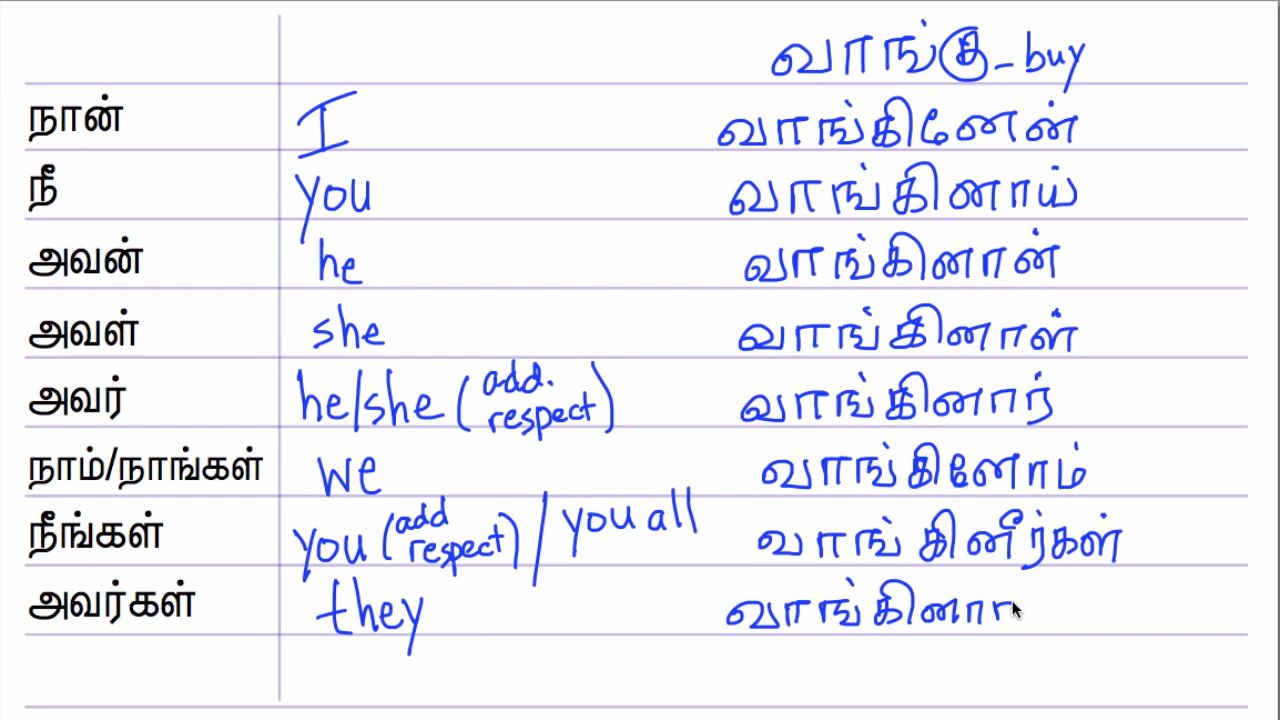 வாங்கு - buy
நான் I வாங்கினேன்
நீ you வாங்கினாய்
அவன் he வாங்கினான்
அவள் she வாங்கினாள்
அவர் he/she (add. respect) வாங்கினார்
நாம்/நாங்கள் we வாங்கினோம்
நீங்கள் you (add respect) / you all வாங்கினீர்கள்
அவர்கள் they வாங்கினா